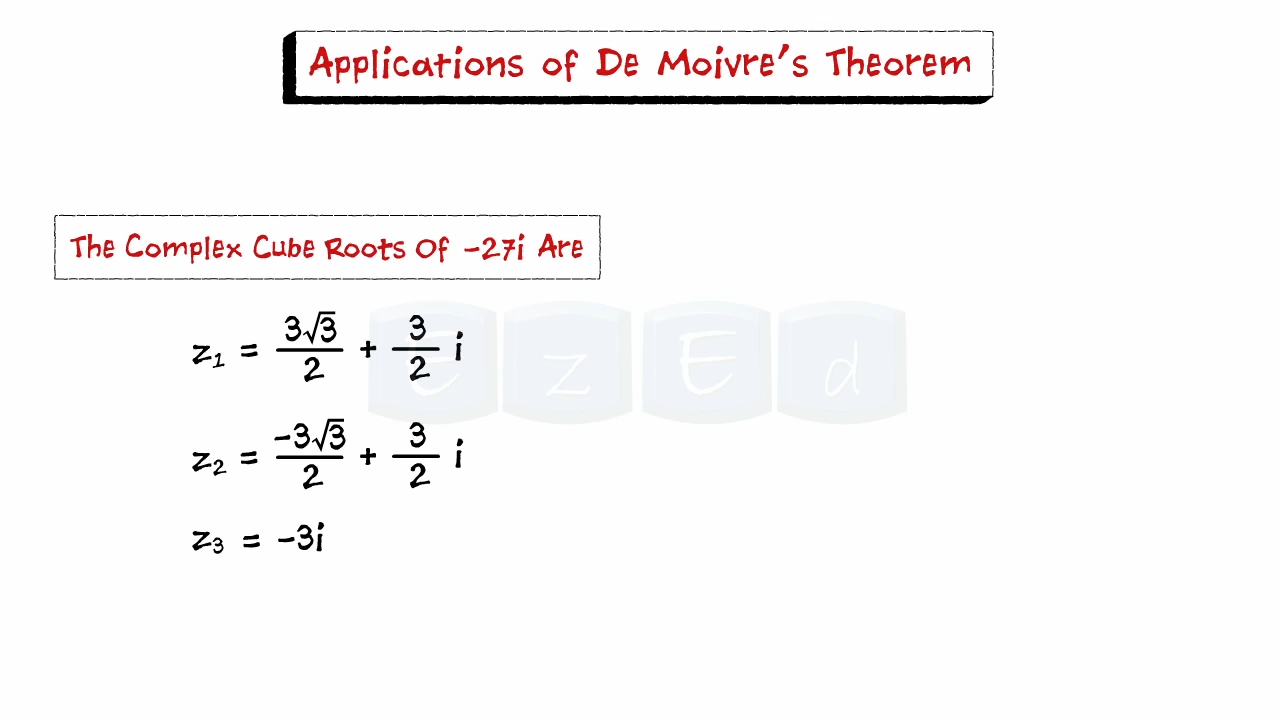 Applications of De Moivre's Theorem
The Complex Cube Roots Of -27i Are
z₁ = 3√3/2 + 3/2 i
z₂ = -3√3/2 + 3/2 i
z₃ = -3i
E z E d